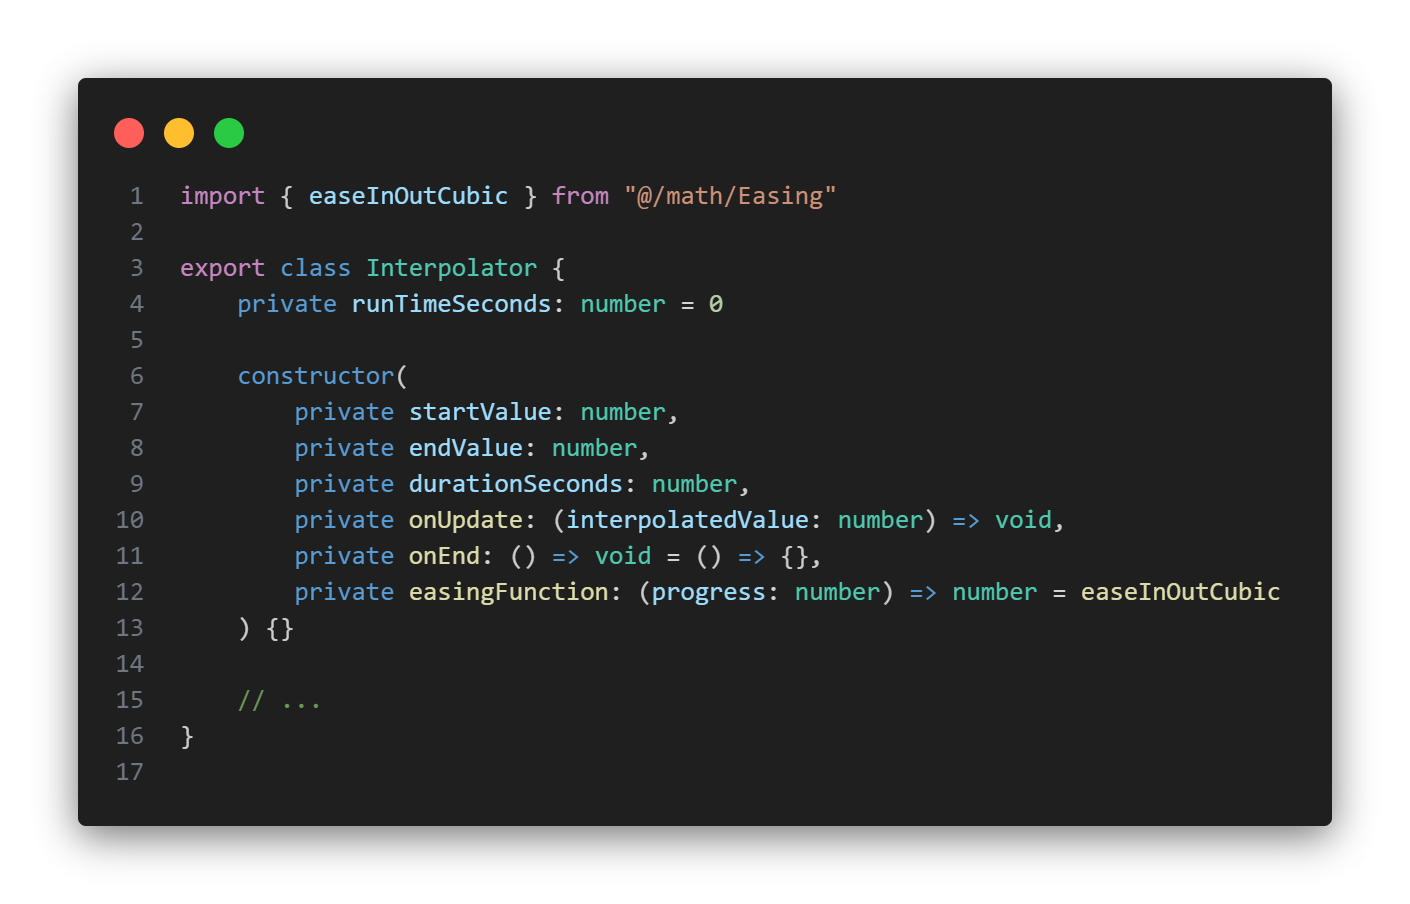 1 import { easeInOutCubic } from "@/math/Easing"
2
3 export class Interpolator {
4     private runTimeSeconds: number = 0
5
6     constructor(
7         private startValue: number,
8         private endValue: number,
9         private durationSeconds: number,
10         private onUpdate: (interpolatedValue: number) => void,
11         private onEnd: () => void = () => {},
12         private easingFunction: (progress: number) => number = easeInOutCubic
13     ) {}
14
15     // ...
16 }
17